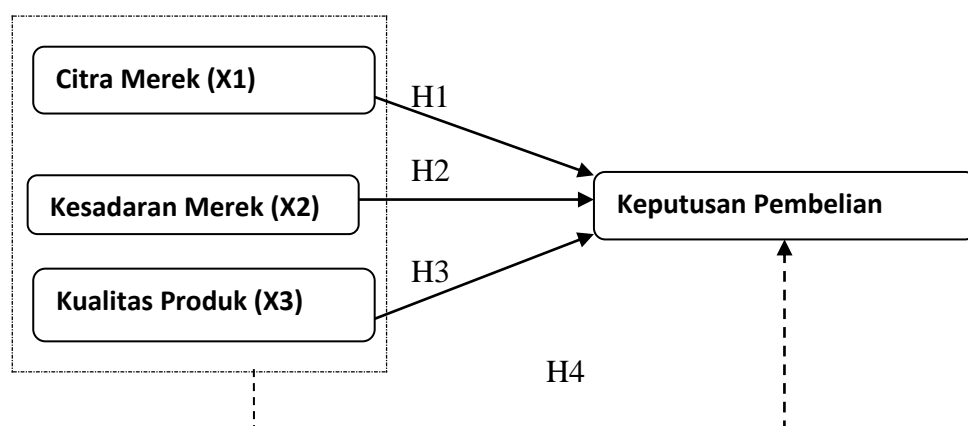 Citra Merek (X1)
H1
H2
Kesadaran Merek (X2)
Keputusan Pembelian
H3
Kualitas Produk (X3)
H4